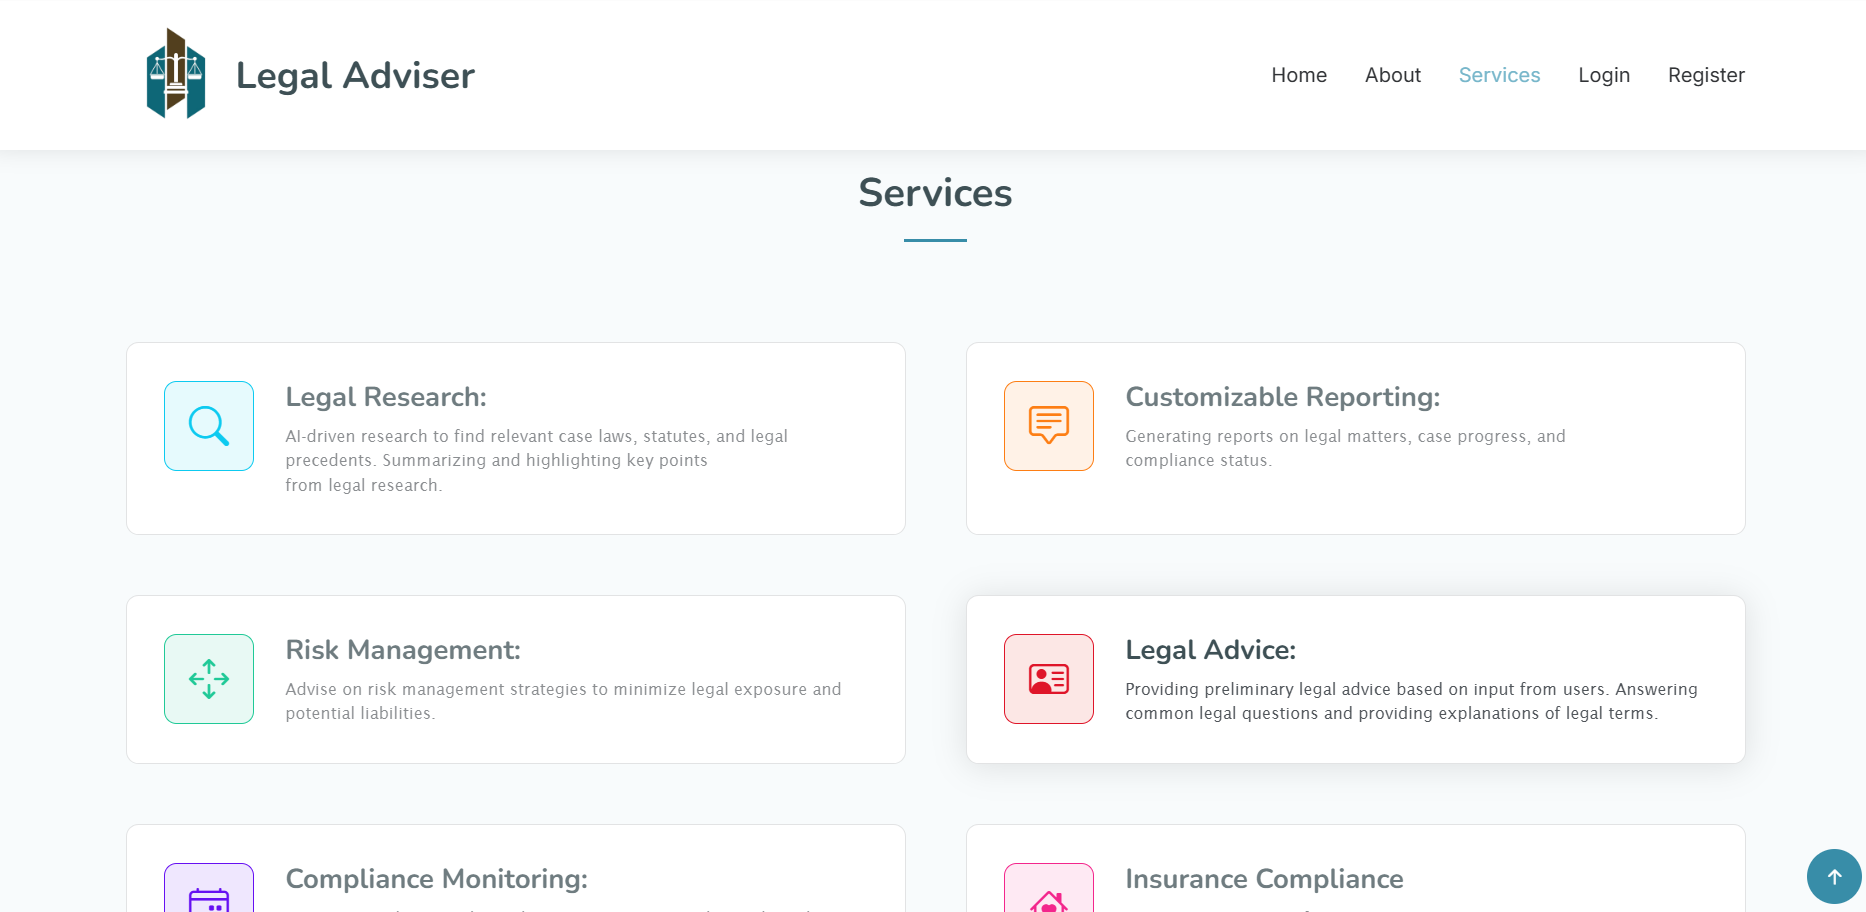 Legal Adviser
Home About Services Login Register
Services
Legal Research:
AI-driven research to find relevant case laws, statutes, and legal
precedents. Summarizing and highlighting key points
from legal research.
Customizable Reporting:
Generating reports on legal matters, case progress, and
compliance status.
Risk Management:
Advise on risk management strategies to minimize legal exposure and
potential liabilities.
Legal Advice:
Providing preliminary legal advice based on input from users. Answering
common legal questions and providing explanations of legal terms.
Compliance Monitoring:
Insurance Compliance